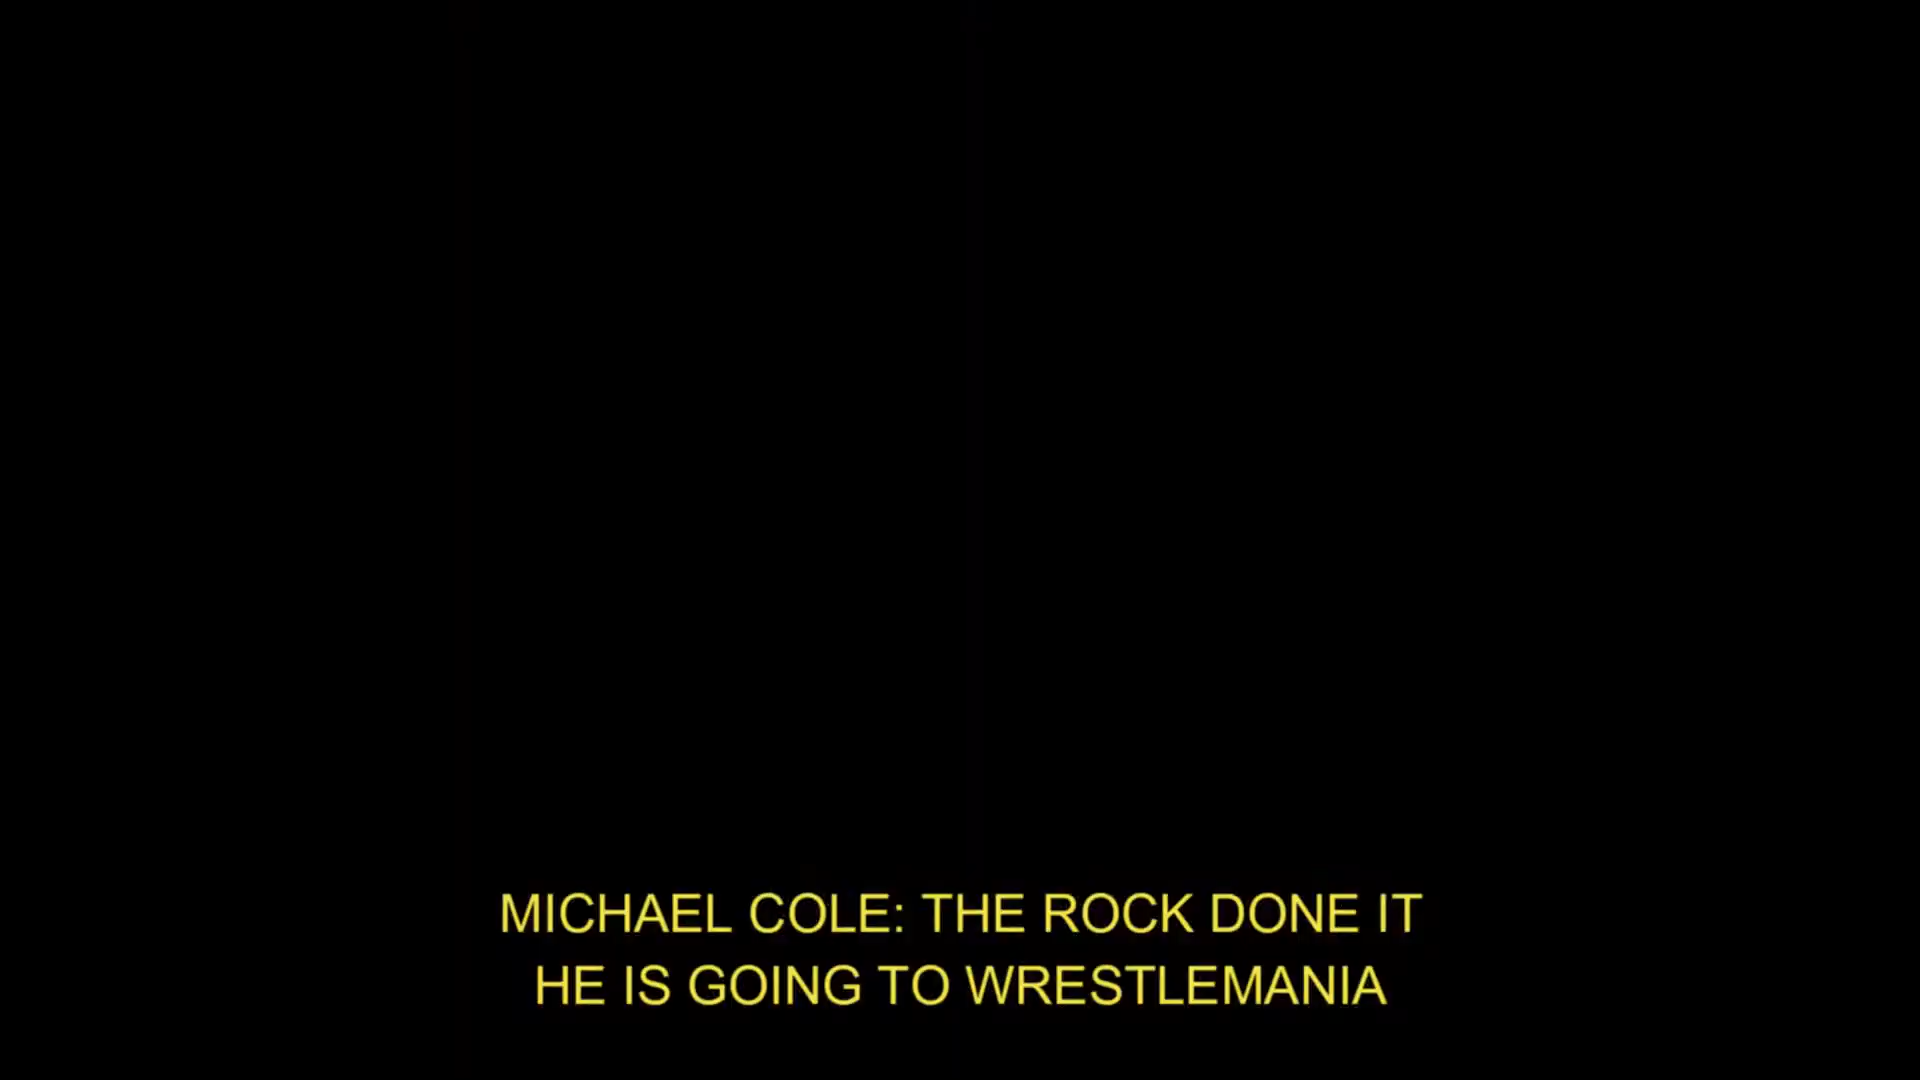 MICHAEL COLE: THE ROCK DONE IT
HE IS GOING TO WRESTLEMANIA